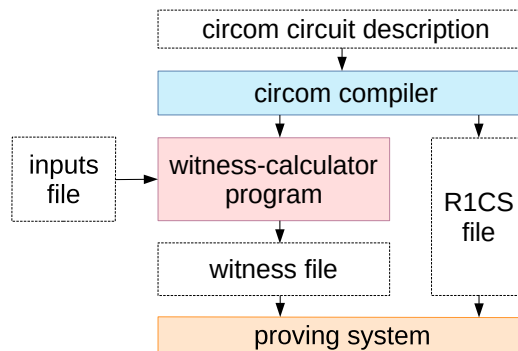 circom circuit description
circom compiler
inputs
file
witness-calculator
program
R1CS
file
witness file
proving system